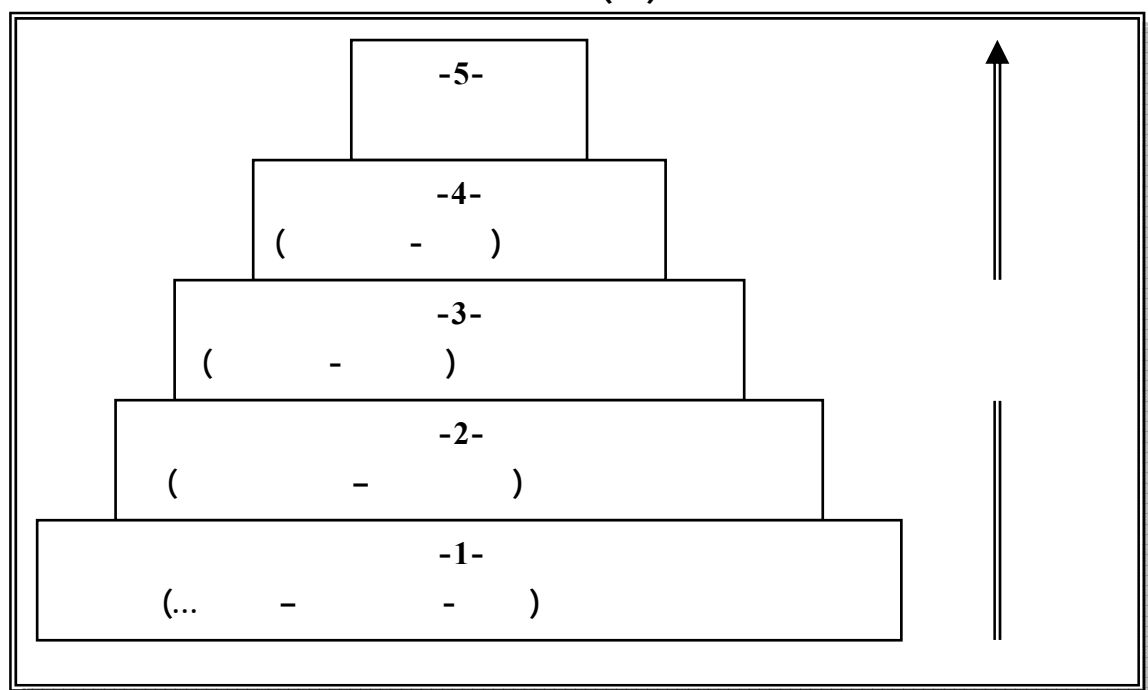 -5-
-4-
( - )
-3-
( - )
-2-
( – )
-1-
(... – - )